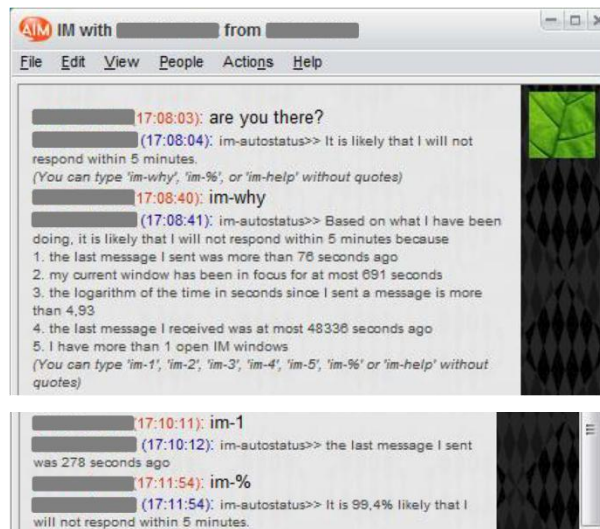 AIM IM with from
File Edit View People Actions Help
(17:08:03): are you there?
(17:08:04): im-autostatus>> It is likely that I will not
respond within 5 minutes.
(You can type 'im-why', 'im-%', or 'im-help' without quotes)
(17:08:40): im-why
(17:08:41): im-autostatus>> Based on what I have been
doing, it is likely that I will not respond within 5 minutes because
1. the last message I sent was more than 76 seconds ago
2. my current window has been in focus for at most 691 seconds
3. the logarithm of the time in seconds since I sent a message is more
than 4,93
4. the last message I received was at most 48336 seconds ago
5. I have more than 1 open IM windows
(You can type 'im-1', 'im-2', 'im-3', 'im-4', 'im-5', 'im-%' or 'im-help' without
quotes)
(17:10:11): im-1
(17:10:12): im-autostatus>> the last message I sent
was 278 seconds ago
(17:11:54): im-%
(17:11:54): im-autostatus>> It is 99,4% likely that I
will not respond within 5 minutes.